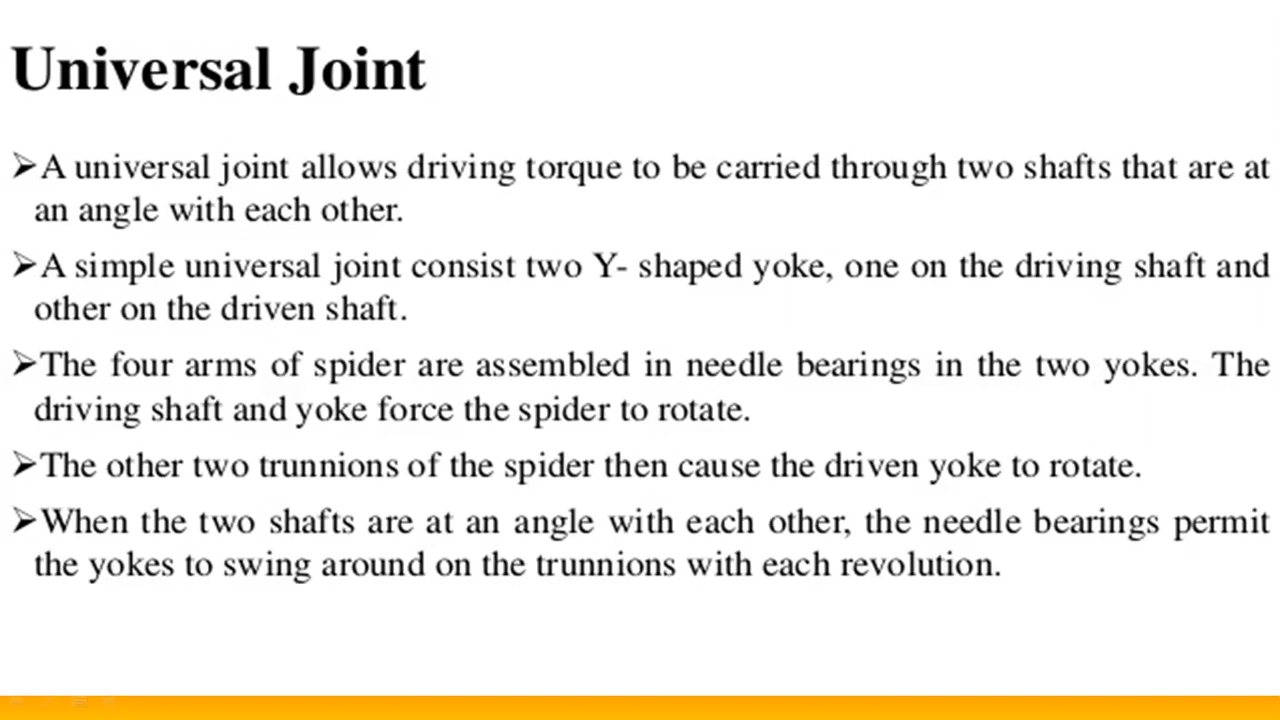 Universal Joint
➢A universal joint allows driving torque to be carried through two shafts that are at
an angle with each other.
➢A simple universal joint consist two Y- shaped yoke, one on the driving shaft and
other on the driven shaft.
➢The four arms of spider are assembled in needle bearings in the two yokes. The
driving shaft and yoke force the spider to rotate.
➢The other two trunnions of the spider then cause the driven yoke to rotate.
➢When the two shafts are at an angle with each other, the needle bearings permit
the yokes to swing around on the trunnions with each revolution.